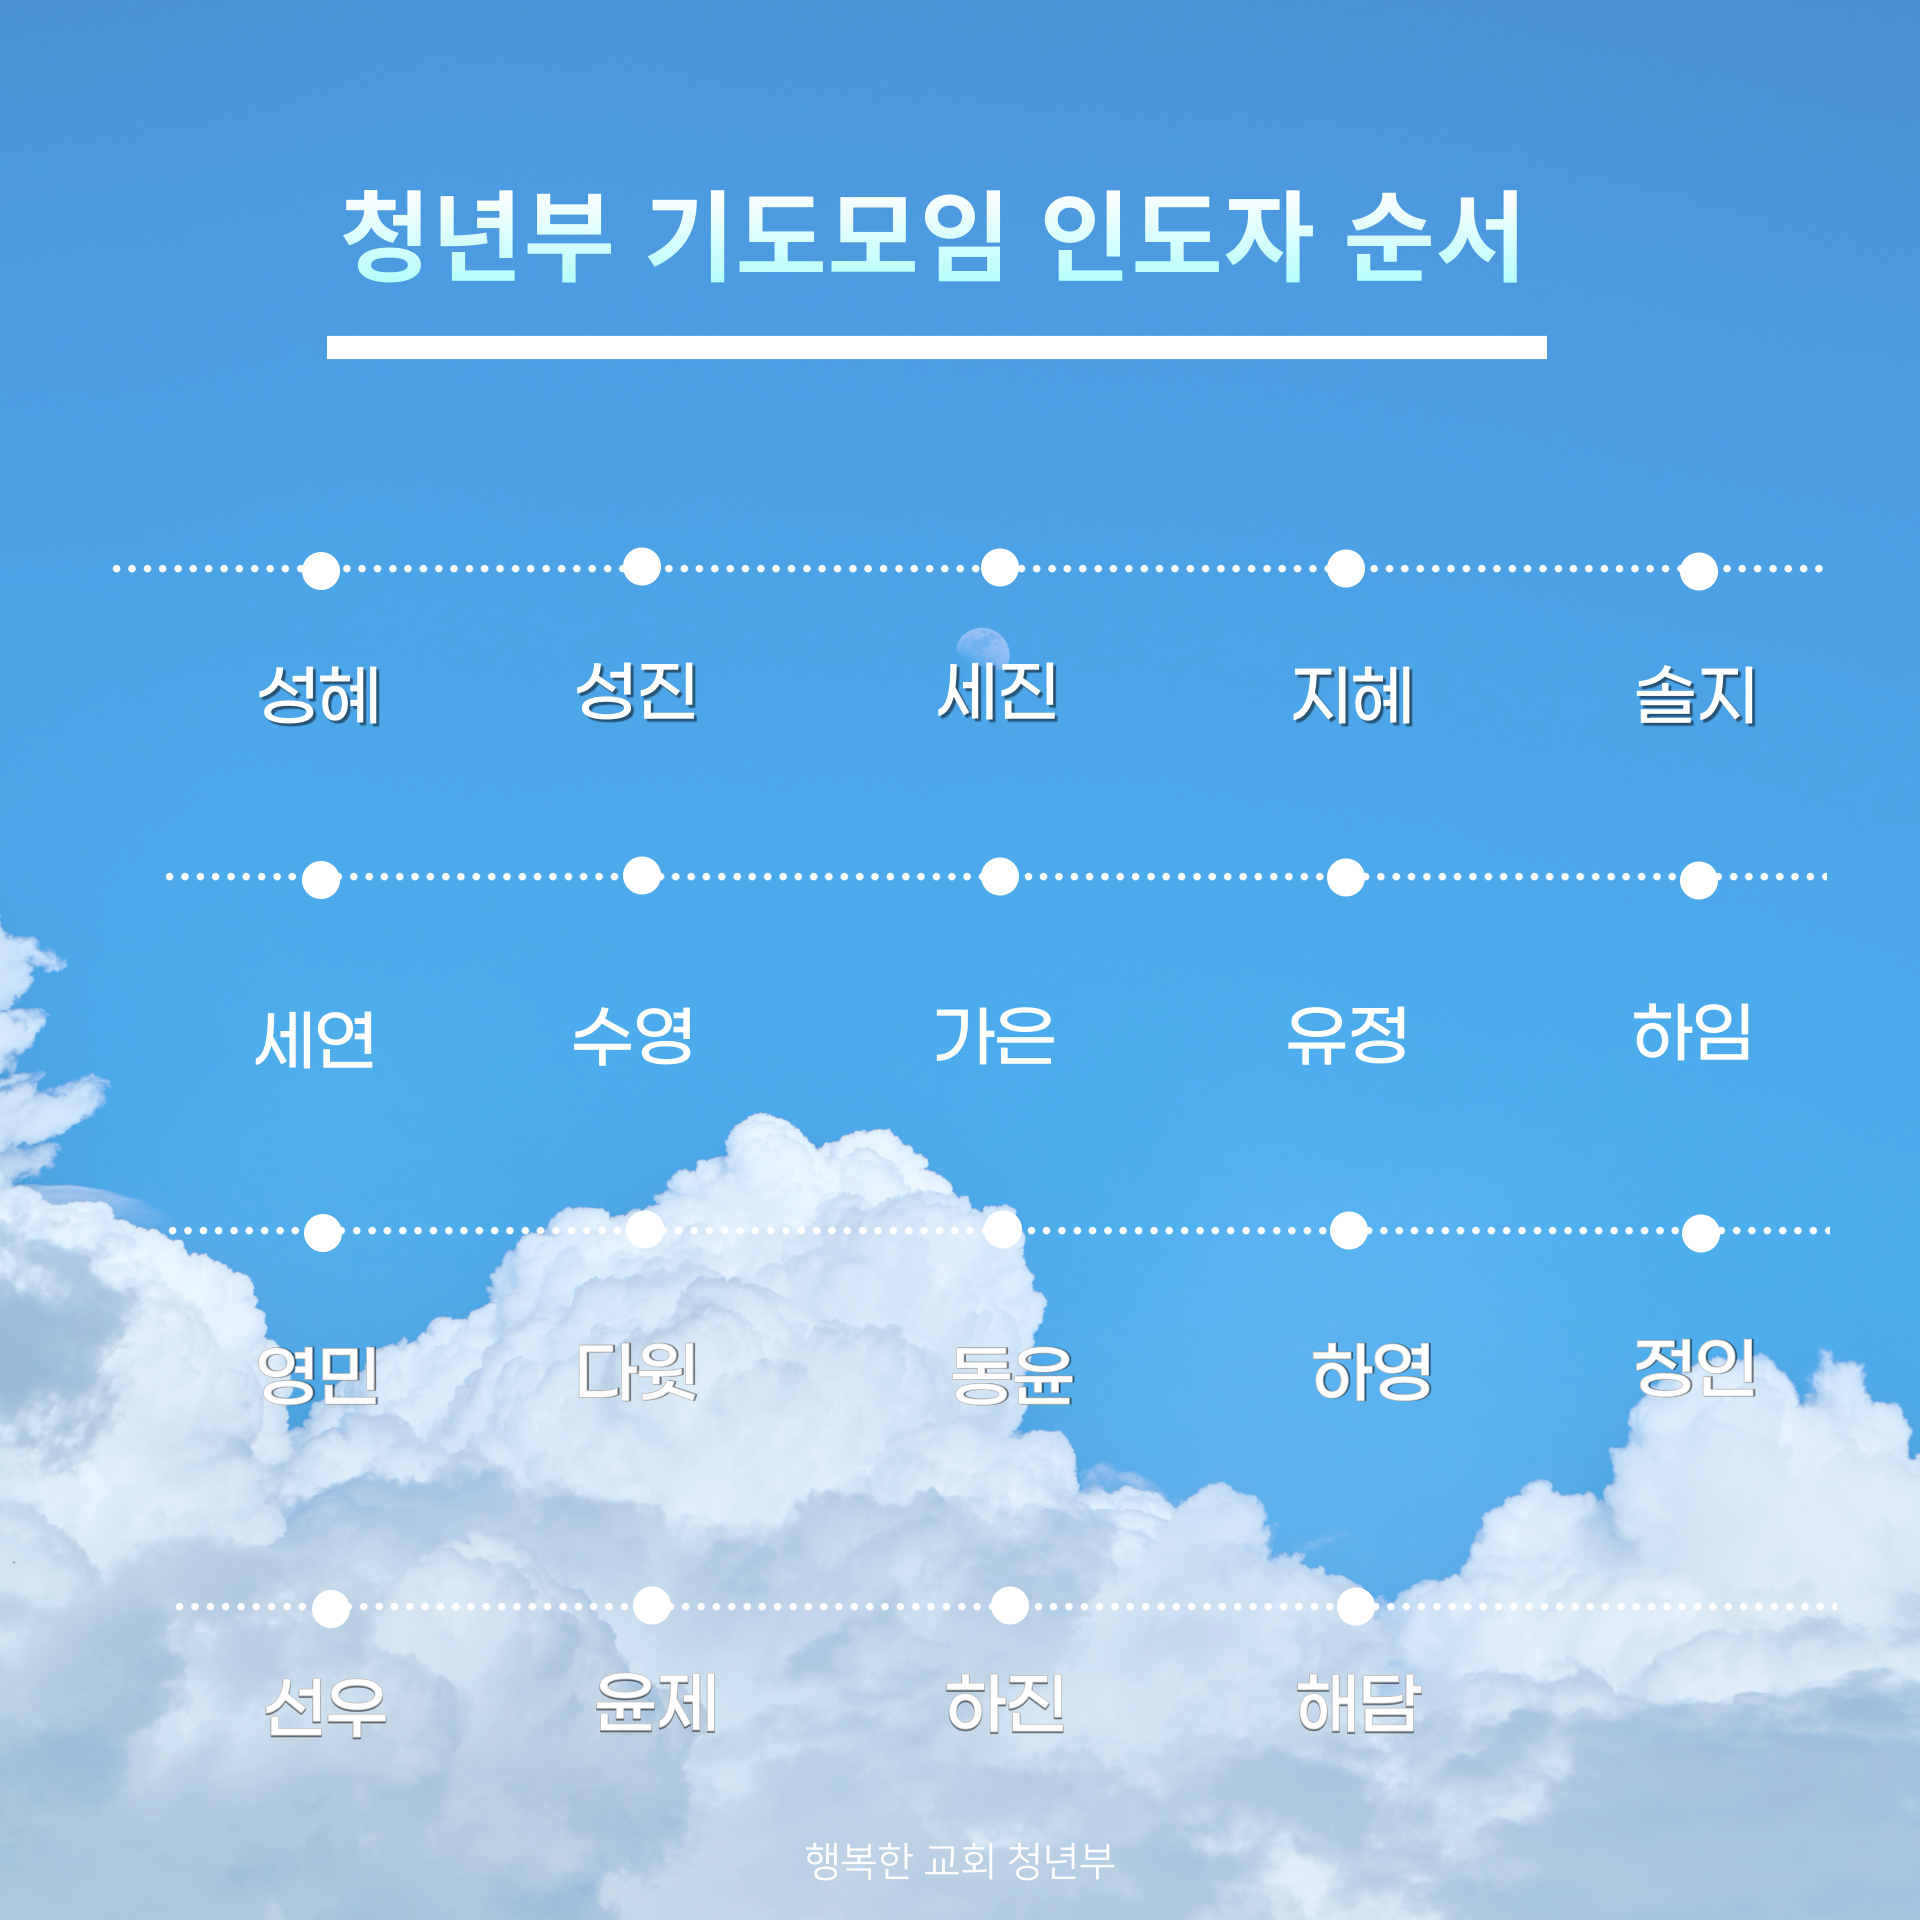 청년부 기도모임 인도자 순서
성혜 성진 세진 지혜 솔지
세연 수영 가은 유정 하임
영민 다윗 동윤 하영 정인
선우 윤제 하진 해담
행복한 교회 청년부